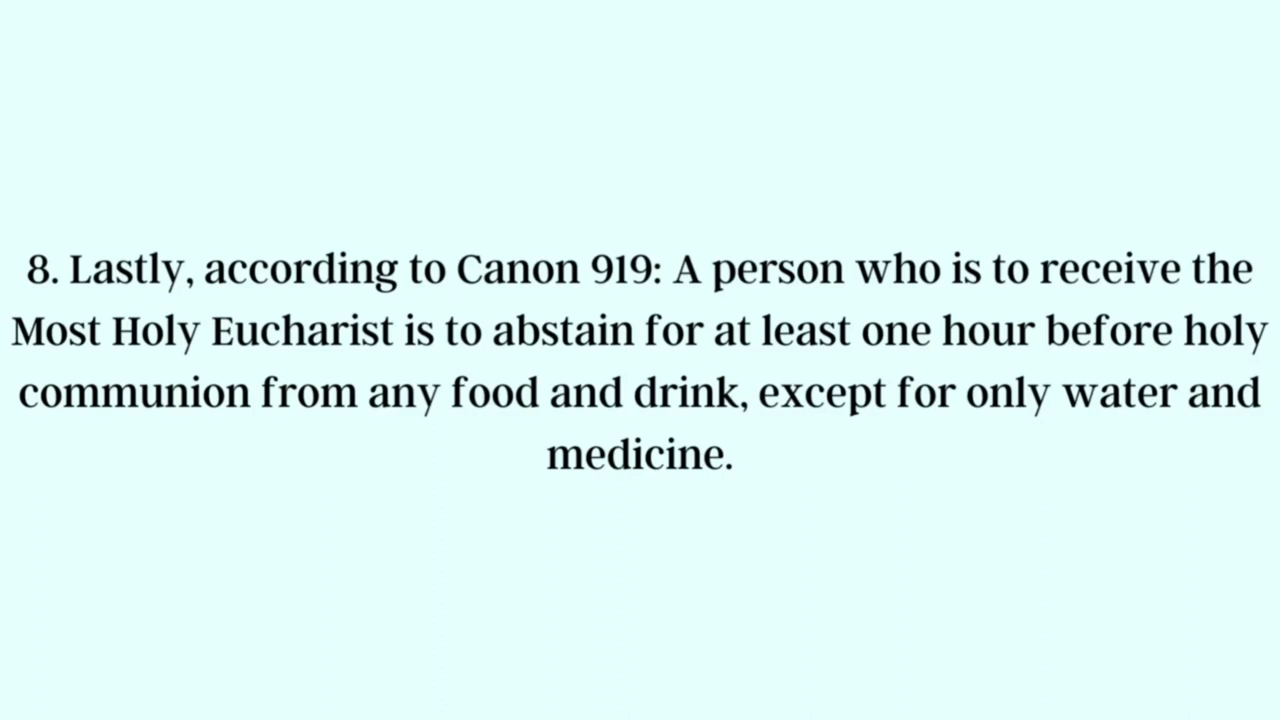 8. Lastly, according to Canon 919: A person who is to receive the
Most Holy Eucharist is to abstain for at least one hour before holy
communion from any food and drink, except for only water and
medicine.